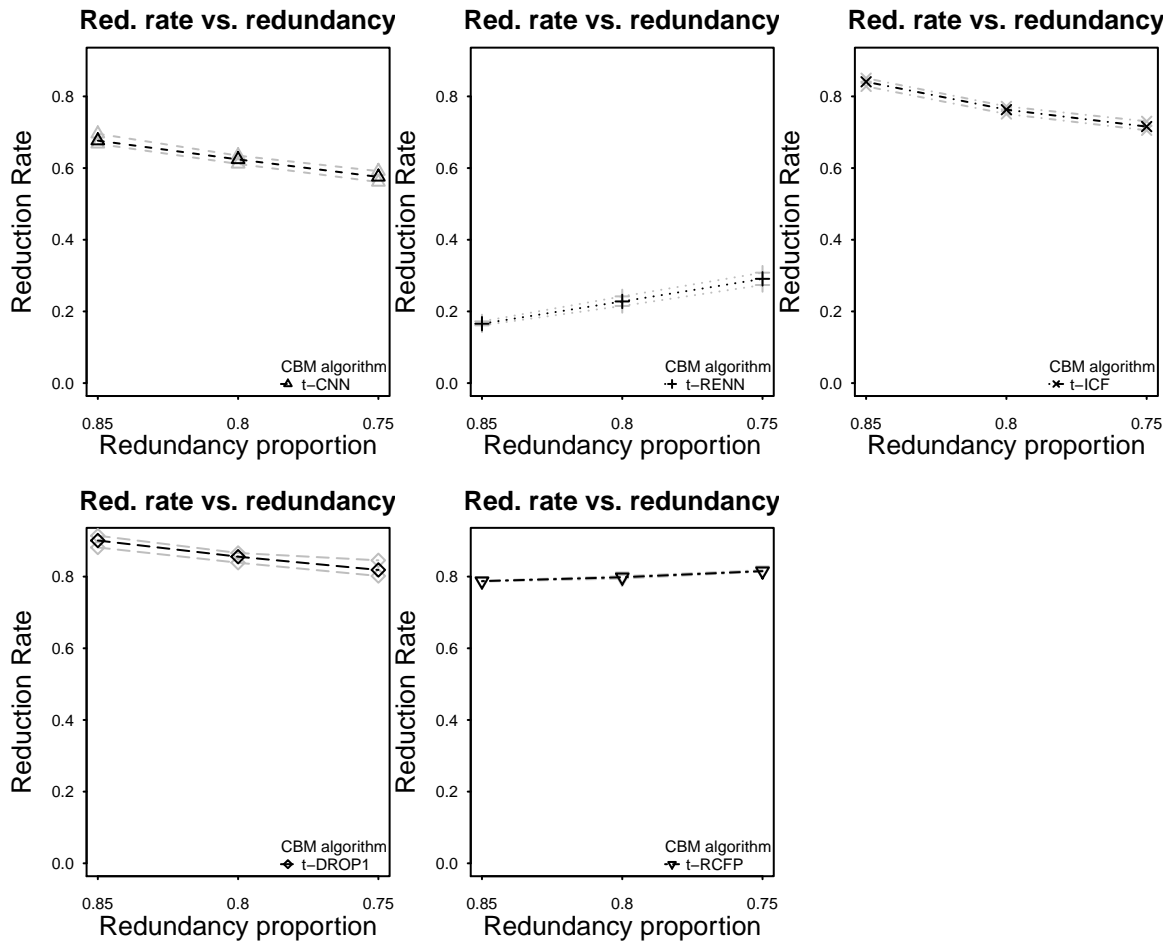 Red. rate vs. redundancy
Reduction Rate
0.8
0.6
0.4
0.2
0.0
CBM algorithm
t−CNN
0.85 0.8 0.75
Redundancy proportion
Red. rate vs. redundancy
Reduction Rate
0.8
0.6
0.4
0.2
0.0
CBM algorithm
t−RENN
0.85 0.8 0.75
Redundancy proportion
Red. rate vs. redundancy
Reduction Rate
0.8
0.6
0.4
0.2
0.0
CBM algorithm
t−ICF
0.85 0.8 0.75
Redundancy proportion
Red. rate vs. redundancy
Reduction Rate
0.8
0.6
0.4
0.2
0.0
CBM algorithm
t−DROP1
0.85 0.8 0.75
Redundancy proportion
Red. rate vs. redundancy
Reduction Rate
0.8
0.6
0.4
0.2
0.0
CBM algorithm
t−RCFP
0.85 0.8 0.75
Redundancy proportion